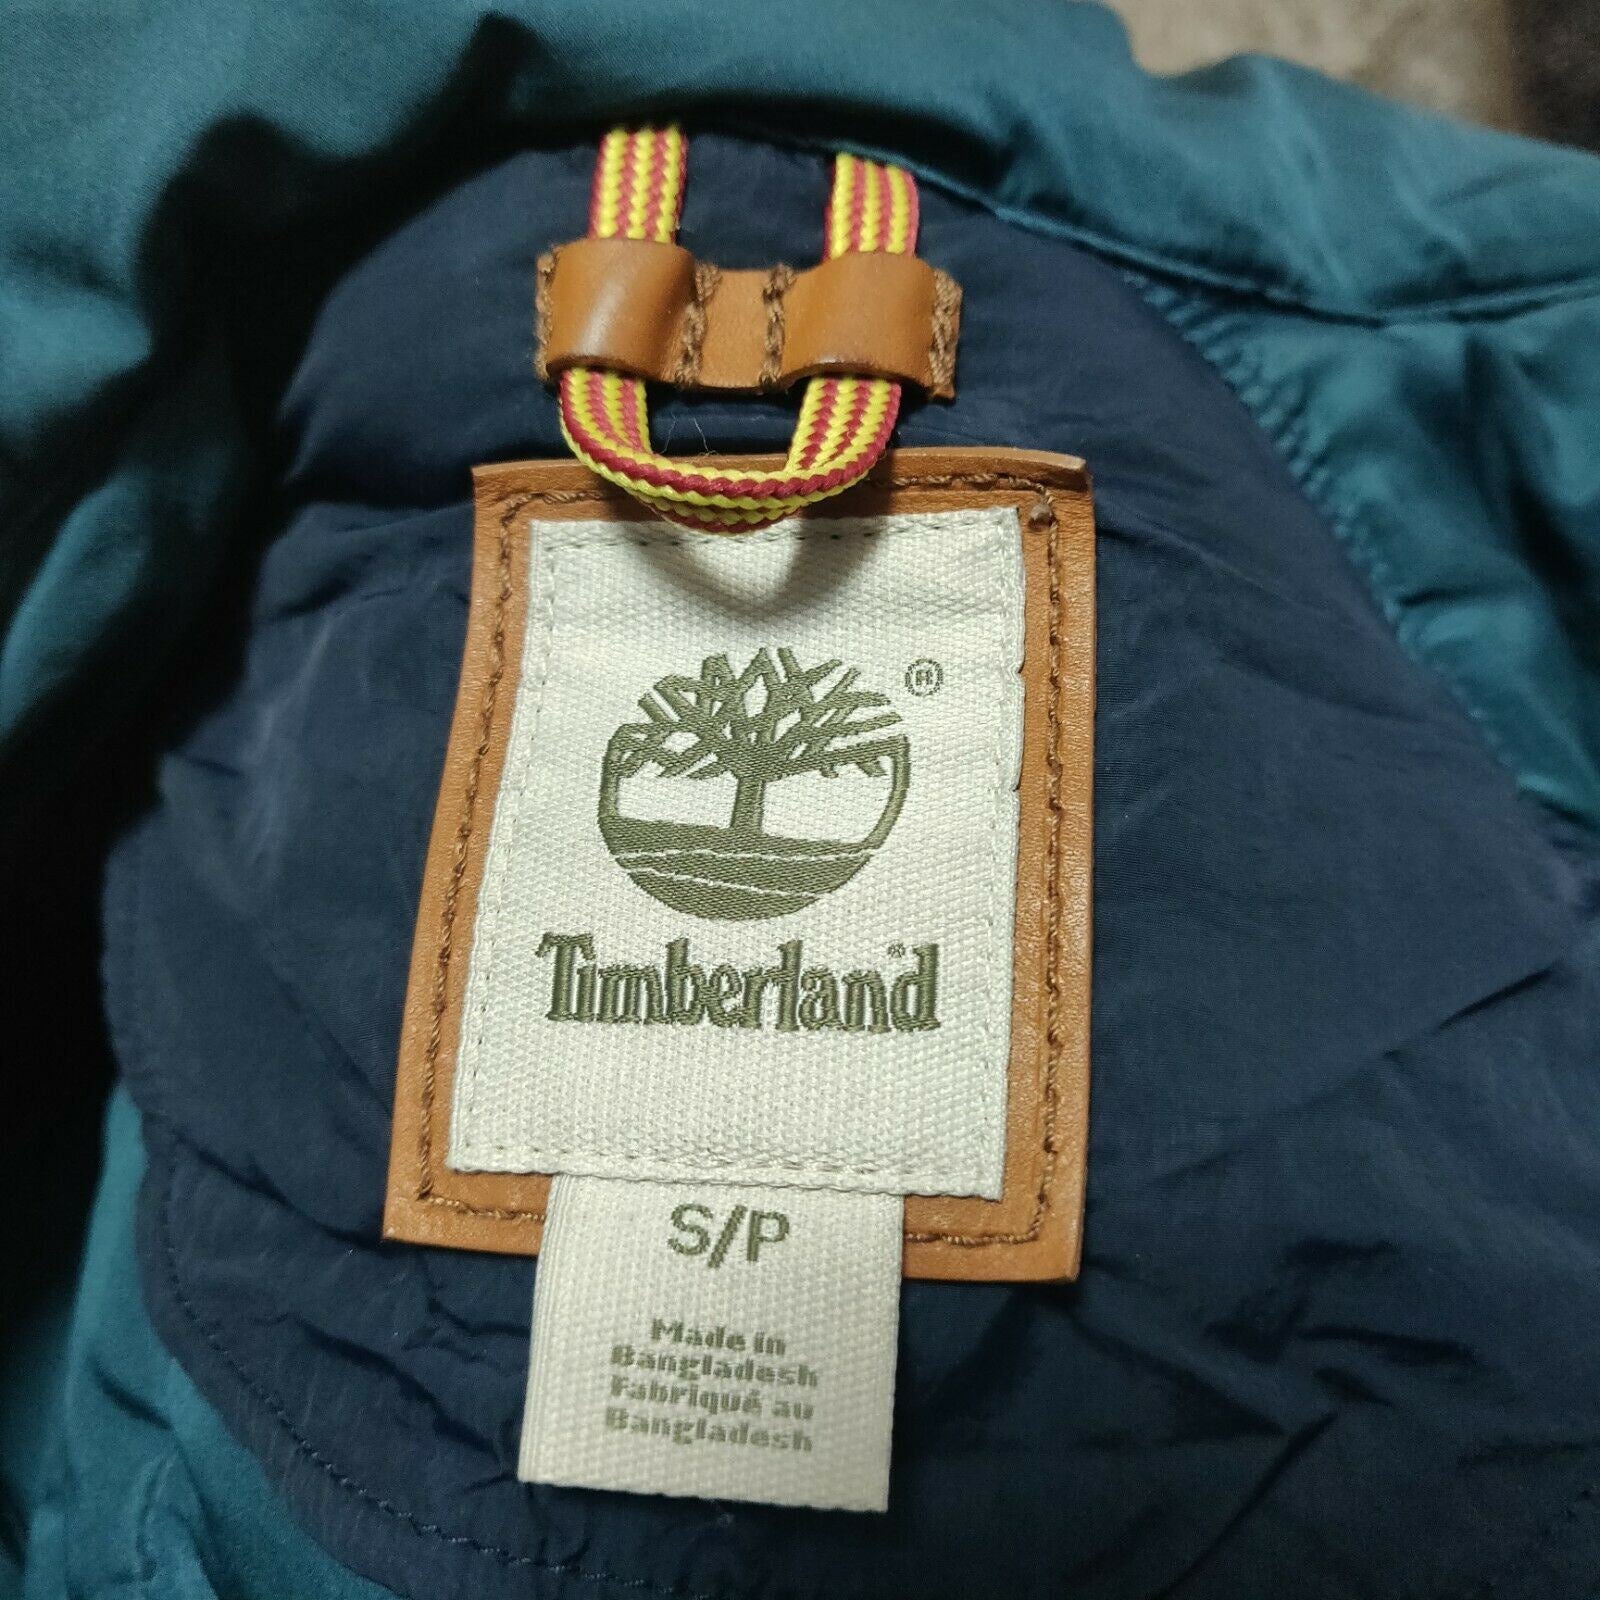 ®
Timberland®
S/P
Made in
Bangladesh
Fabriqué au
Bangladesh